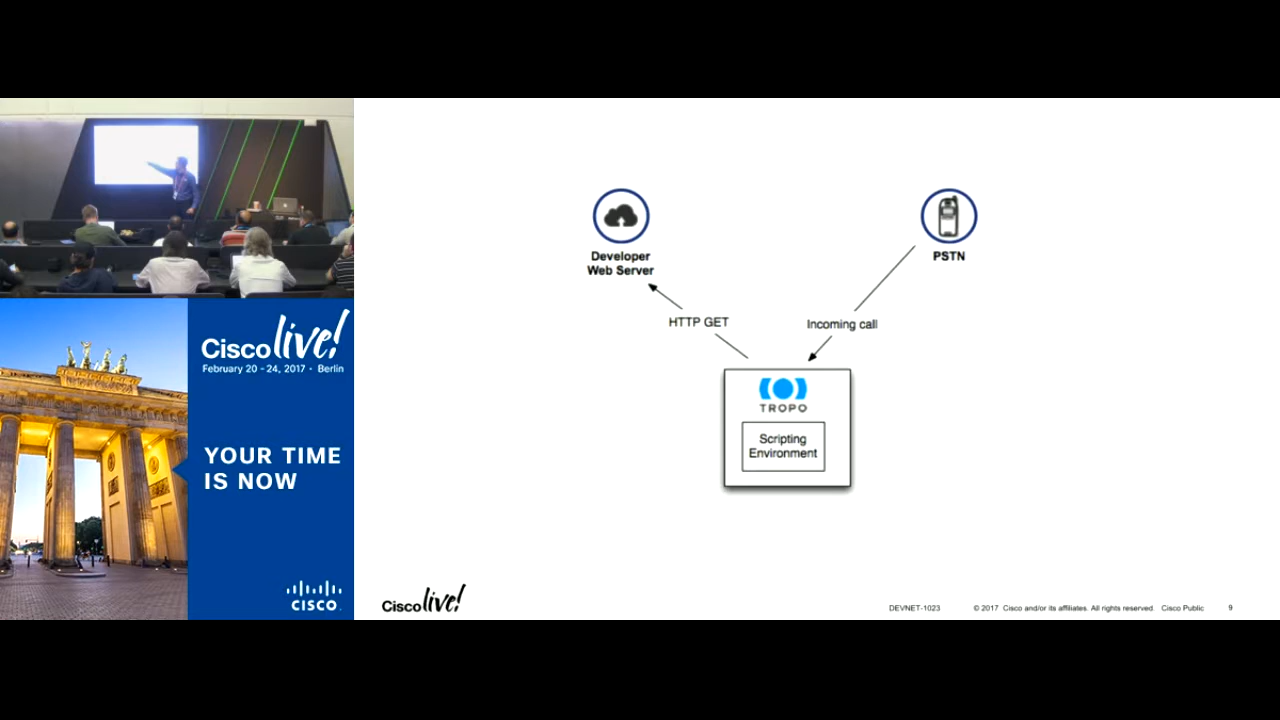 Cisco live!
February 20 - 24, 2017 · Berlin
YOUR TIME
IS NOW
CISCO
Developer
Web Server
PSTN
HTTP GET
Incoming call
TROPO
Scripting
Environment
Cisco live!
DEVNET-1023 © 2017 Cisco and/or its affiliates. All rights reserved. Cisco Public 9